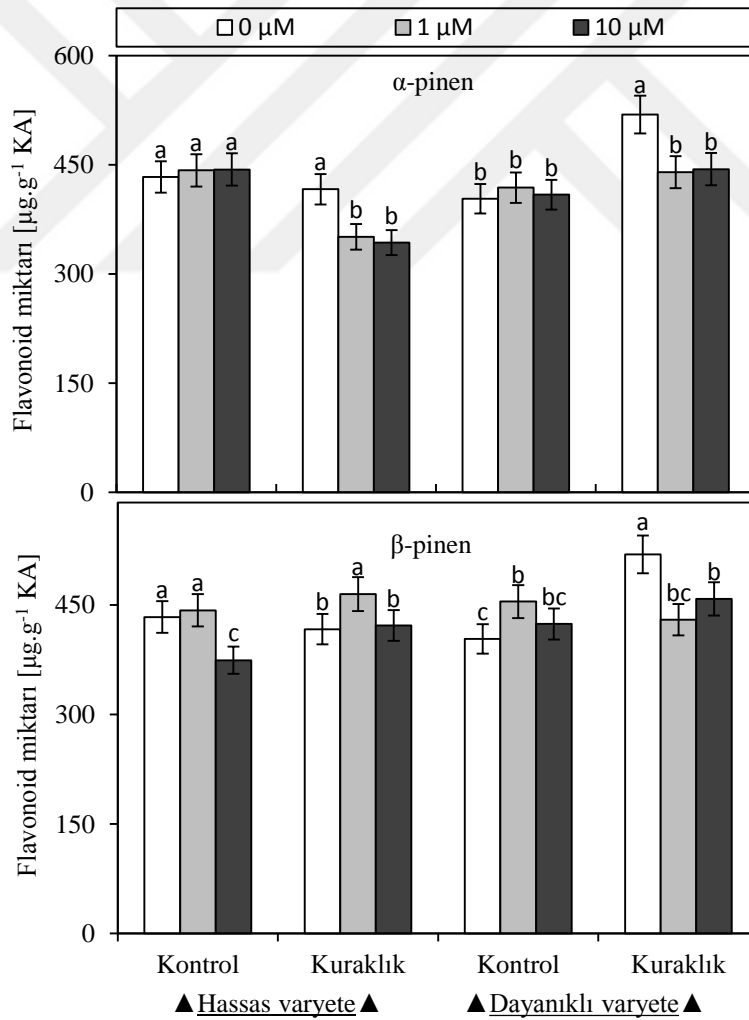 0 µM 1 µM 10 µM
600
α-pinen
a
a a a a
450
b b b
b b b b
300
150
0
Flavonoid miktarı [µg.g⁻¹ KA]
β-pinen
a
a a a b
450
b b bc bc b
c c
300
150
0
Flavonoid miktarı [µg.g⁻¹ KA]
Kontrol Kuraklık Kontrol Kuraklık
▲Hassas varyete▲ ▲Dayanıklı varyete▲